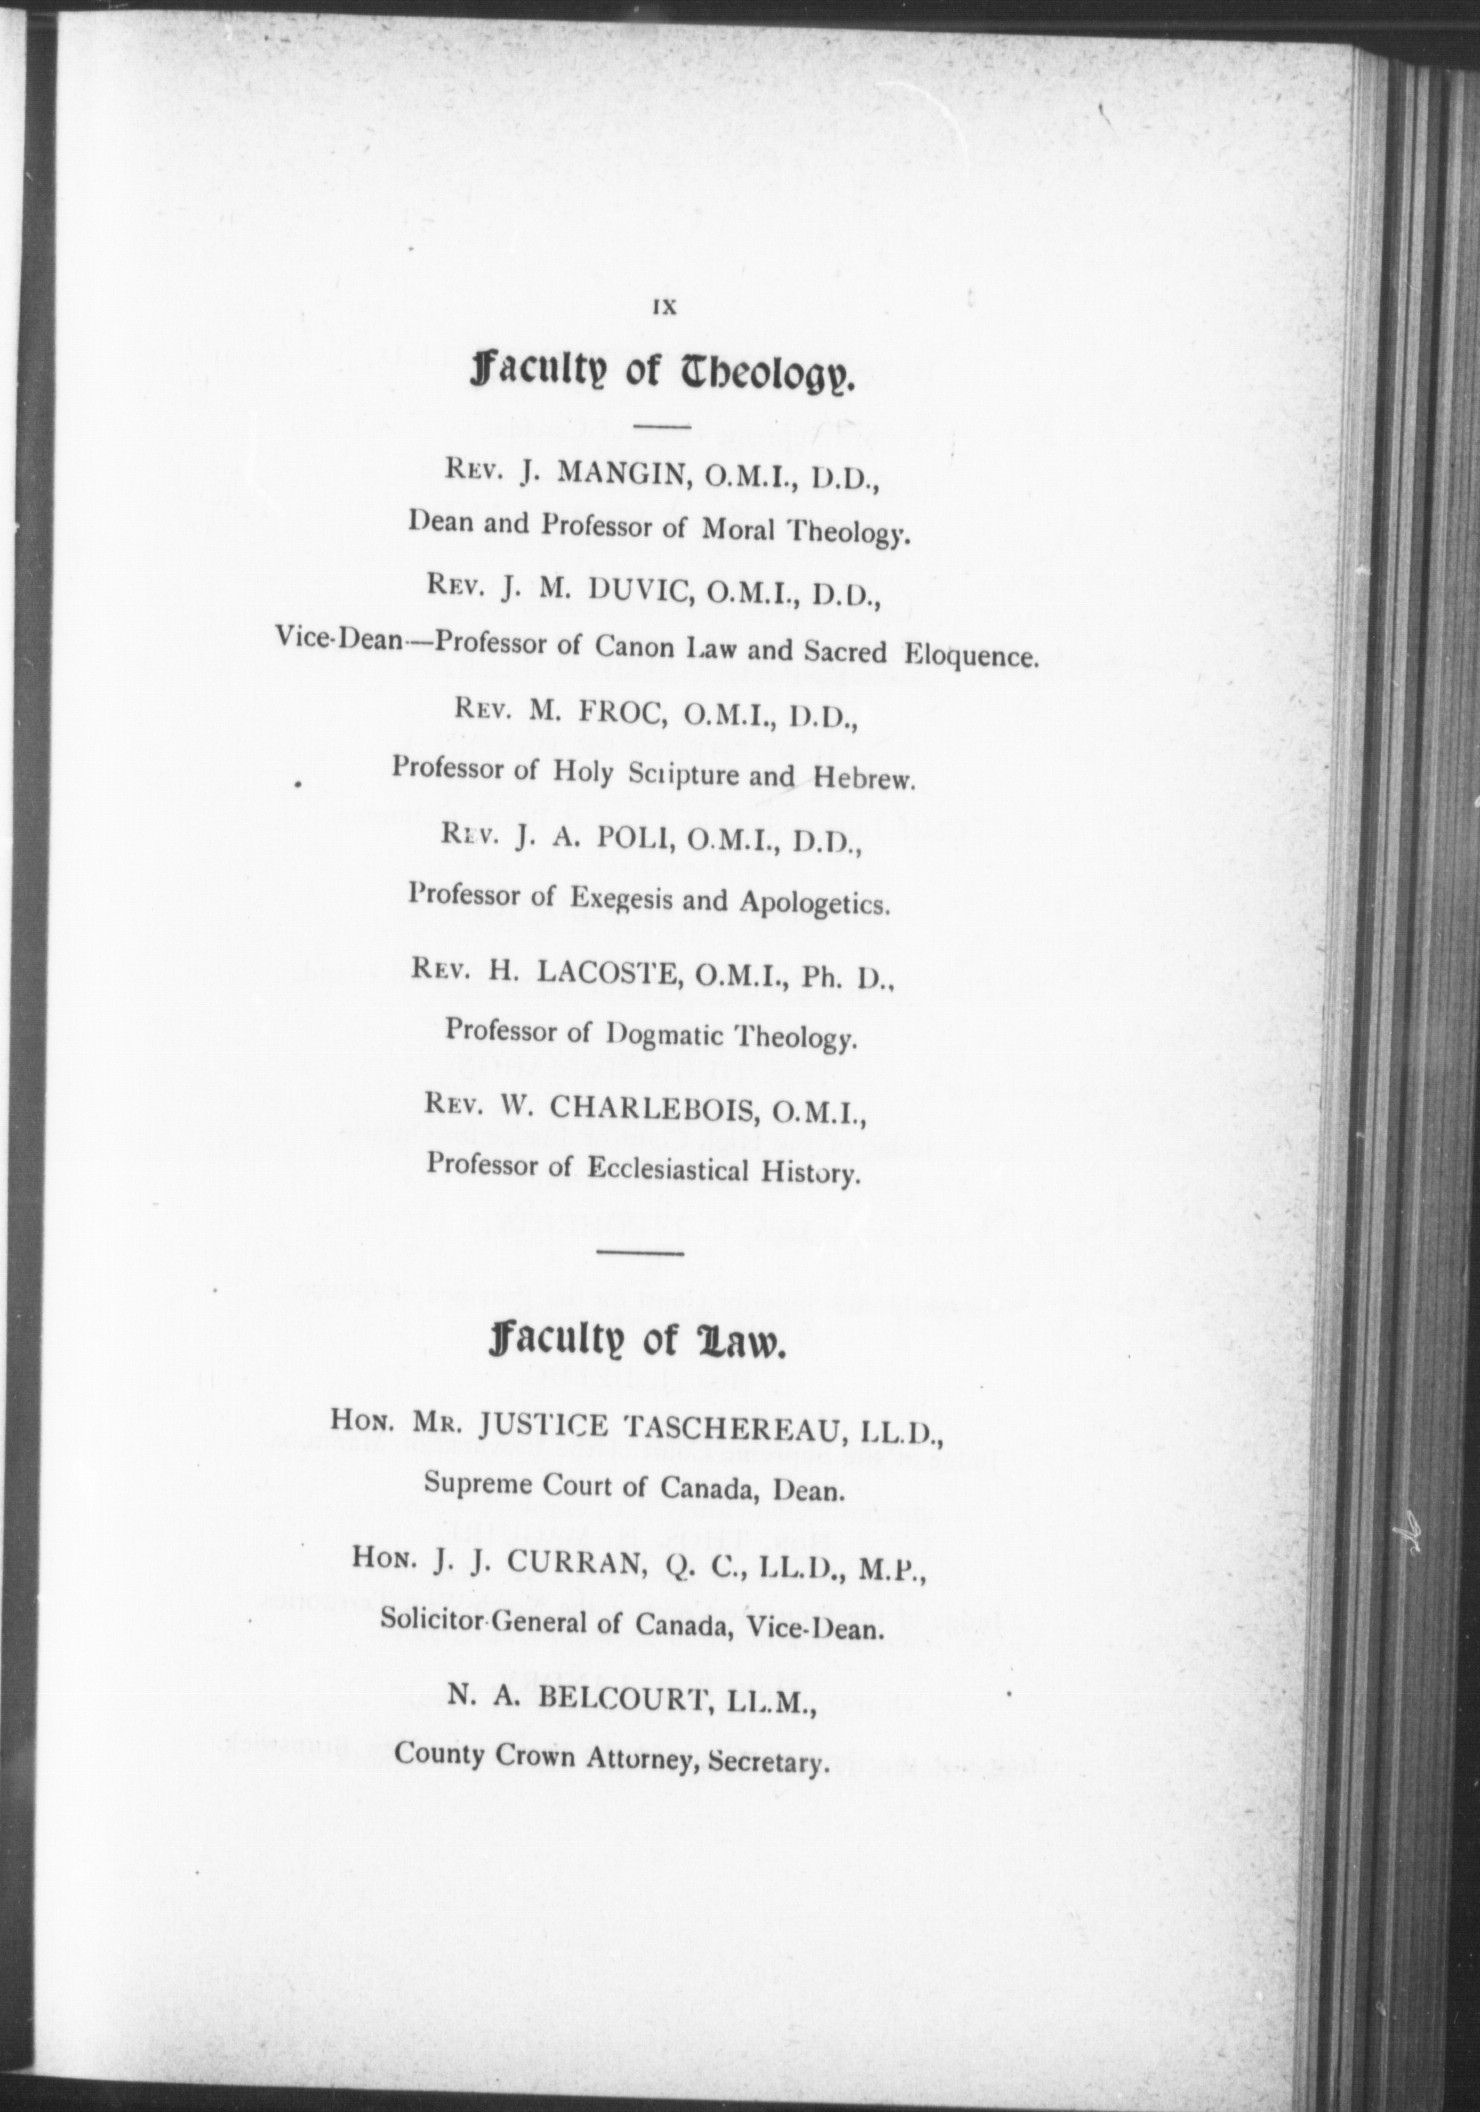 IX
Faculty of Theology.
REV. J. MANGIN, O.M.I., D.D.,
Dean and Professor of Moral Theology.
REV. J. M. DUVIC, O.M.I., D.D.,
Vice-Dean—Professor of Canon Law and Sacred Eloquence.
REV. M. FROC, O.M.I., D.D.,
Professor of Holy Scripture and Hebrew.
REV. J. A. POLI, O.M.I., D.D.,
Professor of Exegesis and Apologetics.
REV. H. LACOSTE, O.M.I., Ph. D.,
Professor of Dogmatic Theology.
REV. W. CHARLEBOIS, O.M.I.,
Professor of Ecclesiastical History.
Faculty of Law.
HON. MR. JUSTICE TASCHEREAU, LL.D.,
Supreme Court of Canada, Dean.
HON. J. J. CURRAN, Q. C., LL.D., M.P.,
Solicitor-General of Canada, Vice-Dean.
N. A. BELCOURT, LL.M.,
County Crown Attorney, Secretary.